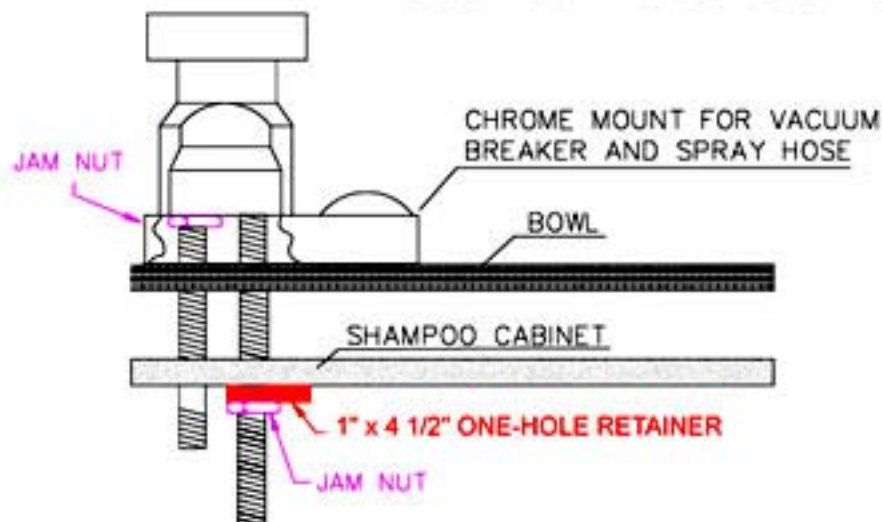 CHROME MOUNT FOR VACUUM
BREAKER AND SPRAY HOSE
JAM NUT
BOWL
SHAMPOO CABINET
1" x 4 1/2" ONE-HOLE RETAINER
JAM NUT